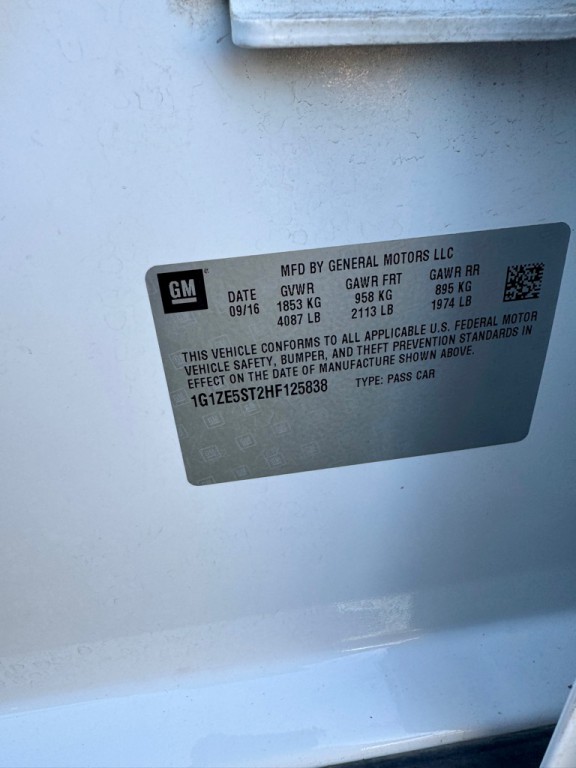 GM
MFD BY GENERAL MOTORS LLC
DATE GVWR GAWR FRT GAWR RR
09/16 1853 KG 958 KG 895 KG
4087 LB 2113 LB 1974 LB
THIS VEHICLE CONFORMS TO ALL APPLICABLE U.S. FEDERAL MOTOR
VEHICLE SAFETY, BUMPER, AND THEFT PREVENTION STANDARDS IN
EFFECT ON THE DATE OF MANUFACTURE SHOWN ABOVE.
1G1ZE5ST2HF125838 TYPE: PASS CAR